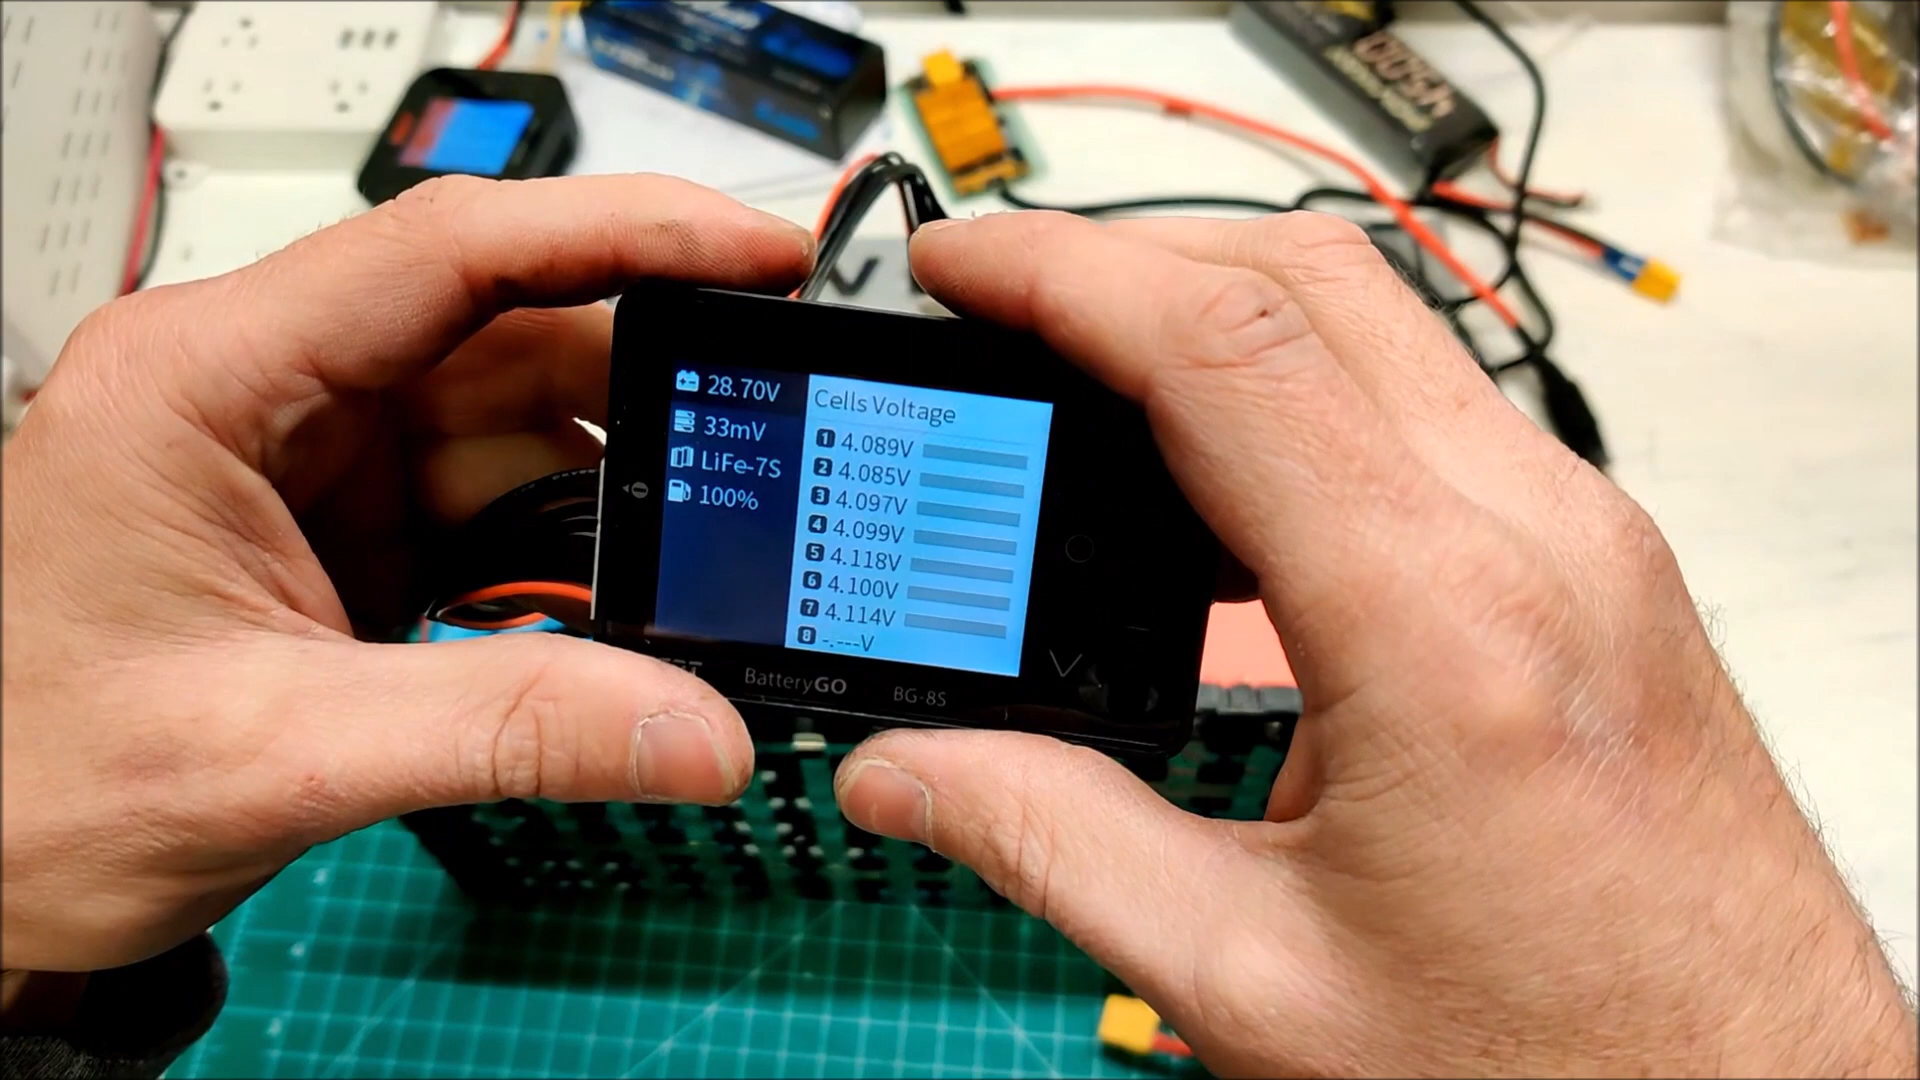 28.70V
33mV
LiFe-7S
100%
Cells Voltage
1 4.089V
2 4.085V
3 4.097V
4 4.099V
5 4.118V
6 4.100V
7 4.114V
8 -.---V
BatteryGO
BG-8S